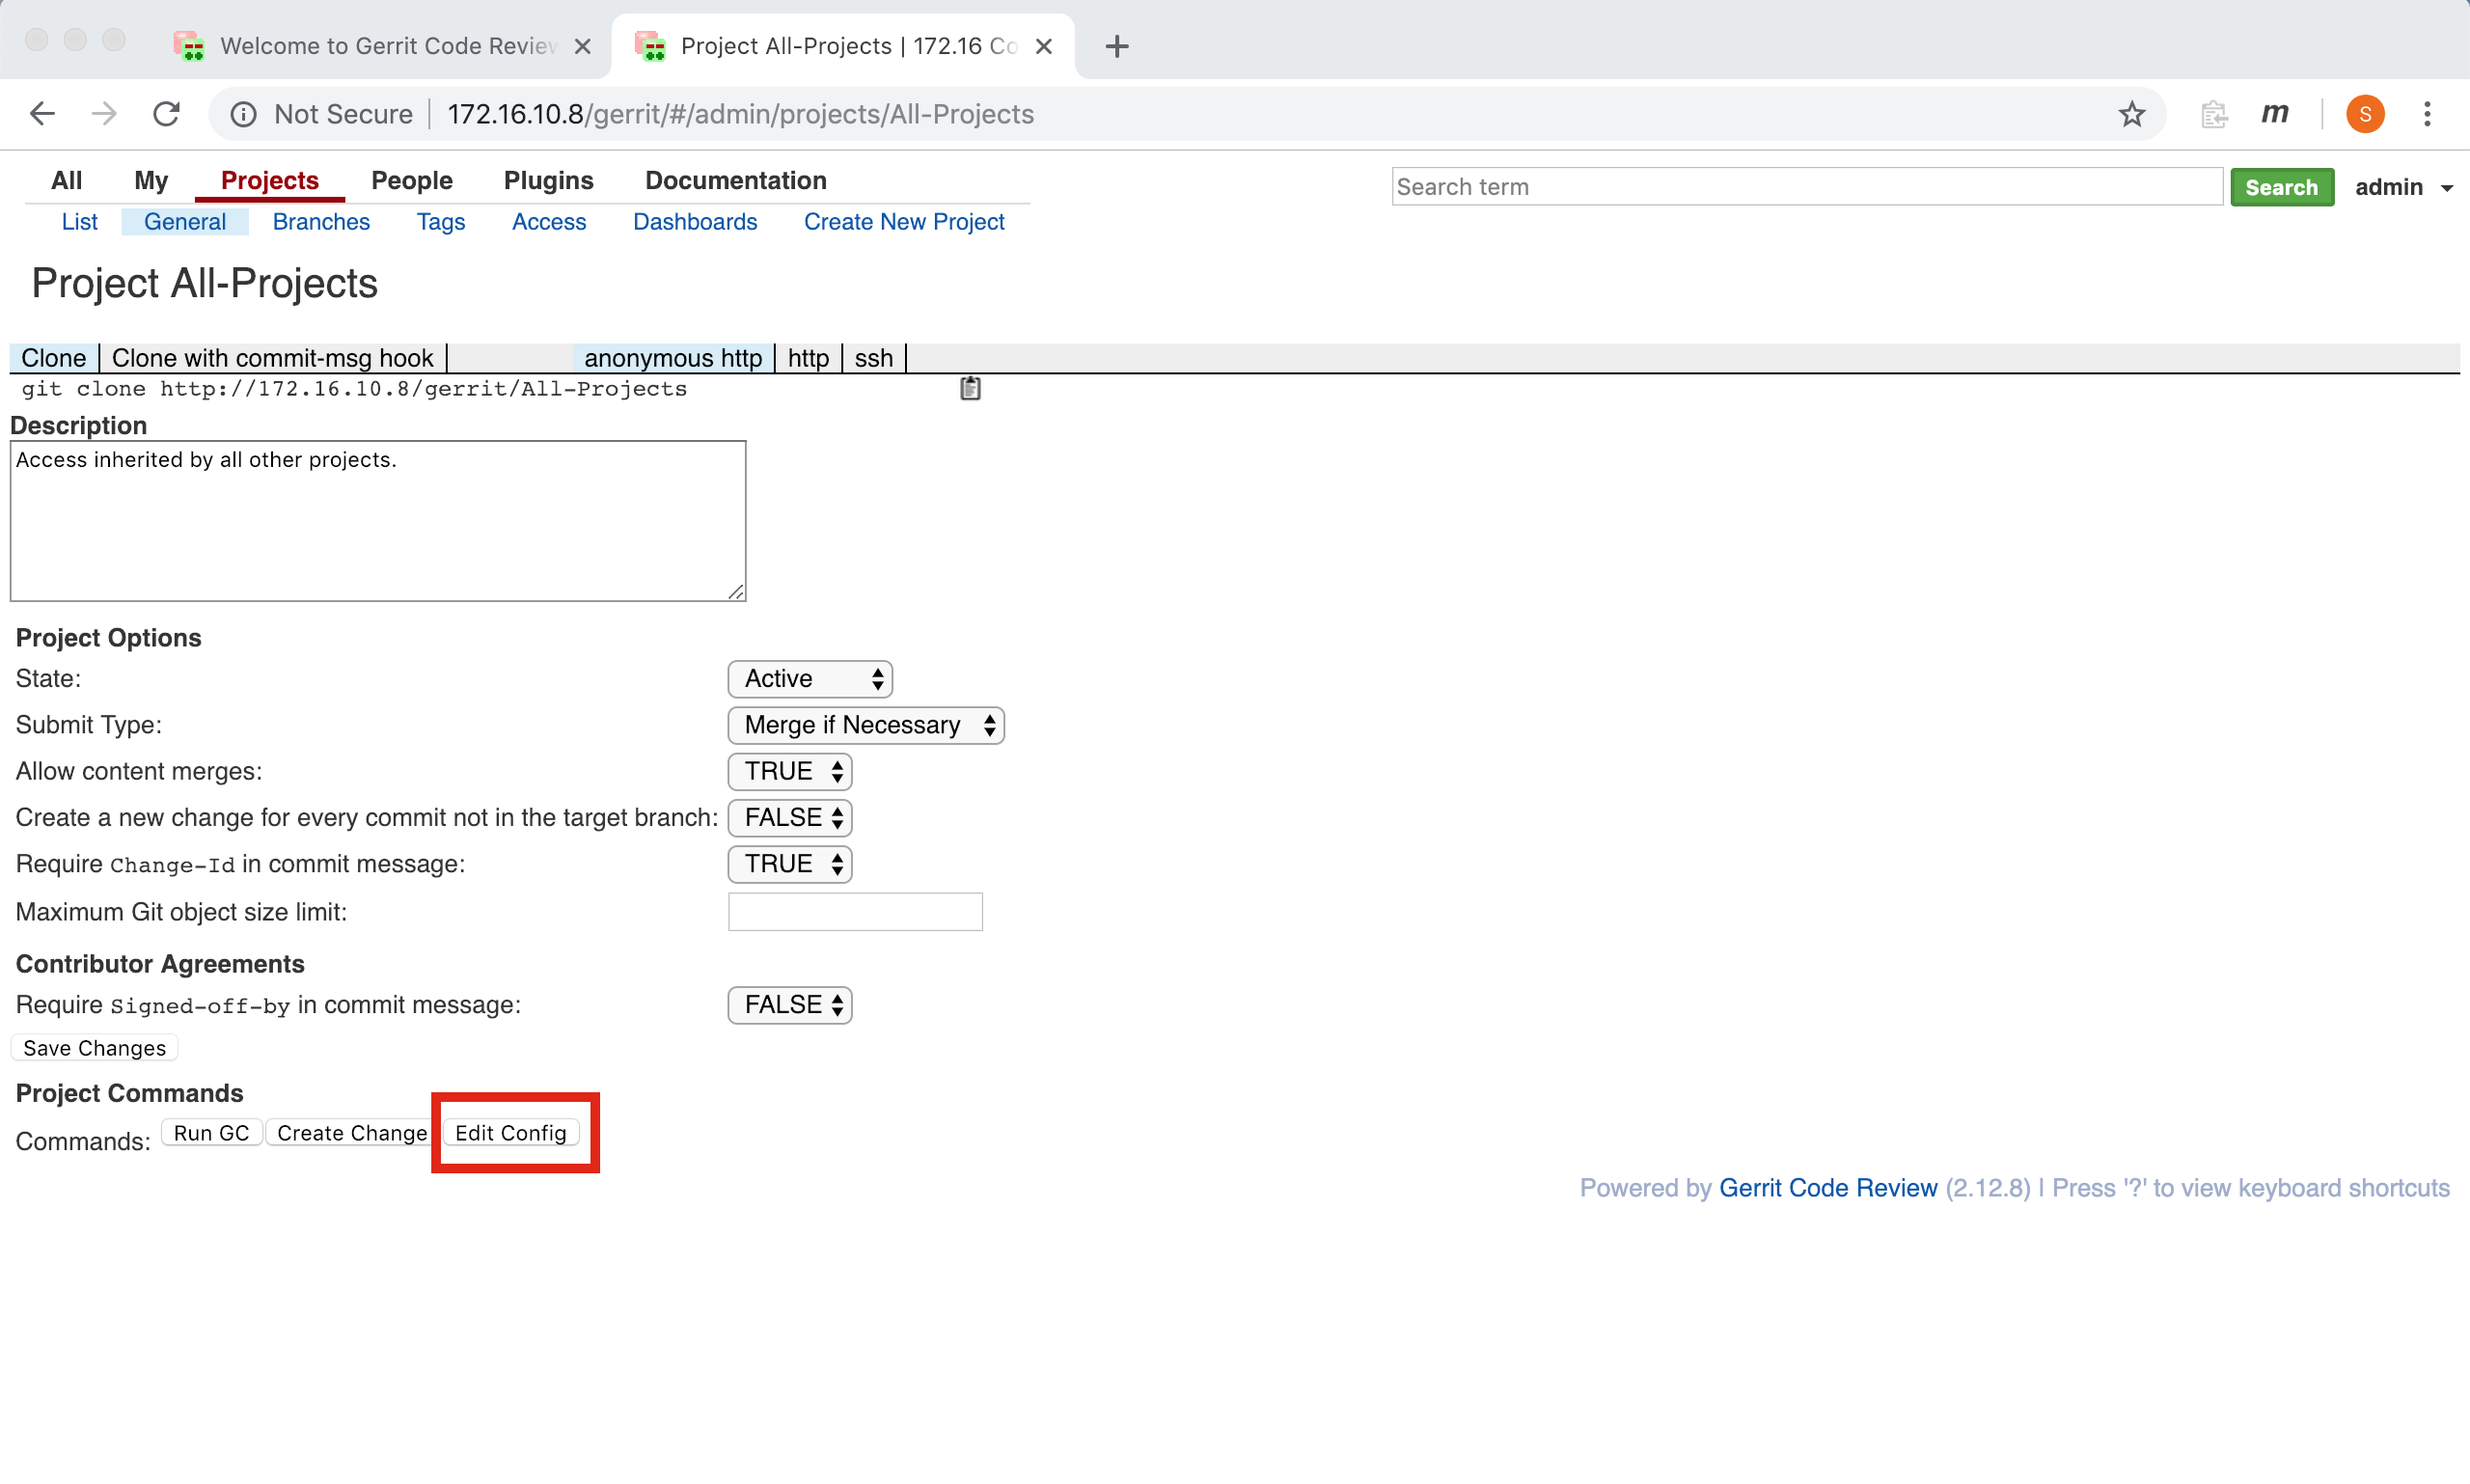 Welcome to Gerrit Code Review
Project All-Projects | 172.16 Co
Not Secure | 172.16.10.8/gerrit/#/admin/projects/All-Projects
m
S
All My Projects People Plugins Documentation
Search term
Search
admin
List General Branches Tags Access Dashboards Create New Project
Project All-Projects
Clone Clone with commit-msg hook anonymous http http ssh
git clone http://172.16.10.8/gerrit/All-Projects
Description
Access inherited by all other projects.
Project Options
State: Active
Submit Type: Merge if Necessary
Allow content merges: TRUE
Create a new change for every commit not in the target branch: FALSE
Require Change-Id in commit message: TRUE
Maximum Git object size limit:
Contributor Agreements
Require Signed-off-by in commit message: FALSE
Save Changes
Project Commands
Commands: Run GC Create Change Edit Config
Powered by Gerrit Code Review (2.12.8) | Press '?' to view keyboard shortcuts